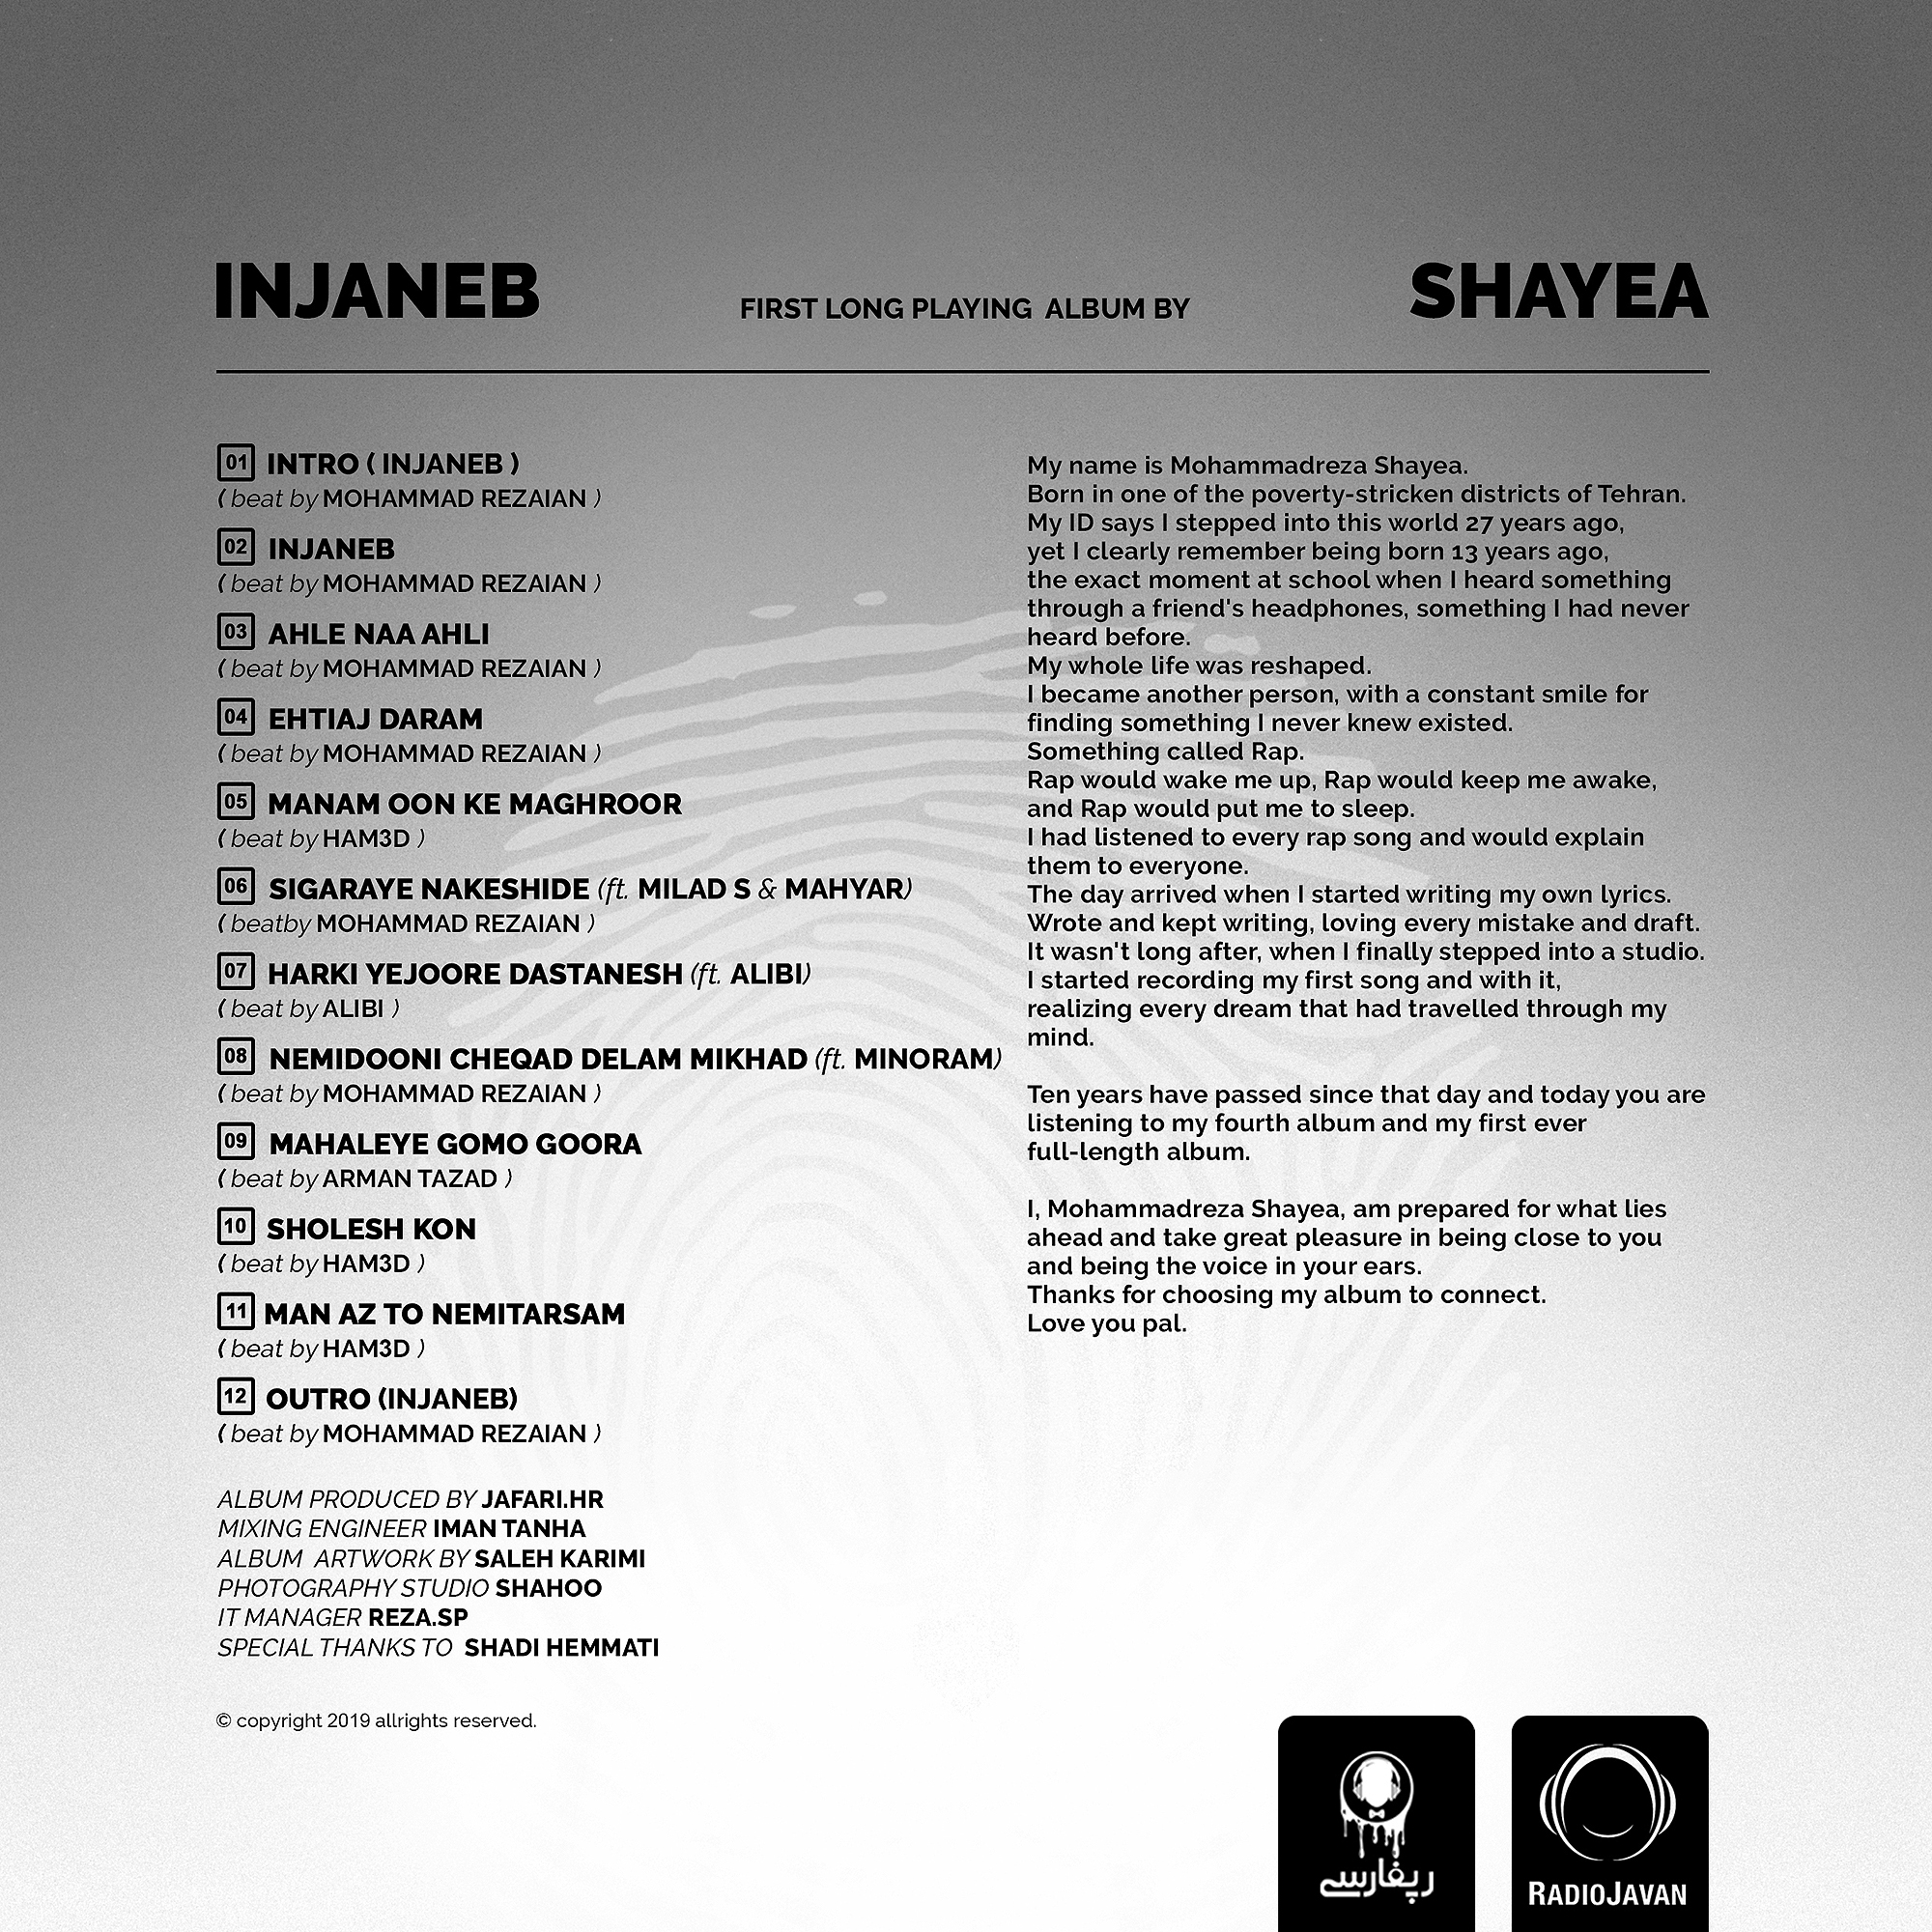 INJANEB FIRST LONG PLAYING ALBUM BY SHAYEA
01 INTRO ( INJANEB )
( beat by MOHAMMAD REZAIAN )
02 INJANEB
( beat by MOHAMMAD REZAIAN )
03 AHLE NAA AHLI
( beat by MOHAMMAD REZAIAN )
04 EHTIAJ DARAM
( beat by MOHAMMAD REZAIAN )
05 MANAM OON KE MAGHROOR
( beat by HAM3D )
06 SIGARAYE NAKESHIDE (ft. MILAD S & MAHYAR)
( beatby MOHAMMAD REZAIAN )
07 HARKI YEJOORE DASTANESH (ft. ALIBI)
( beat by ALIBI )
08 NEMIDOONI CHEQAD DELAM MIKHAD (ft. MINORAM)
( beat by MOHAMMAD REZAIAN )
09 MAHALEYE GOMO GOORA
( beat by ARMAN TAZAD )
10 SHOLESH KON
( beat by HAM3D )
11 MAN AZ TO NEMITARSAM
( beat by HAM3D )
12 OUTRO (INJANEB)
( beat by MOHAMMAD REZAIAN )
ALBUM PRODUCED BY JAFARI.HR
MIXING ENGINEER IMAN TANHA
ALBUM ARTWORK BY SALEH KARIMI
PHOTOGRAPHY STUDIO SHAHOO
IT MANAGER REZA.SP
SPECIAL THANKS TO SHADI HEMMATI
© copyright 2019 allrights reserved.
My name is Mohammadreza Shayea.
Born in one of the poverty-stricken districts of Tehran.
My ID says I stepped into this world 27 years ago,
yet I clearly remember being born 13 years ago,
the exact moment at school when I heard something
through a friend's headphones, something I had never
heard before.
My whole life was reshaped.
I became another person, with a constant smile for
finding something I never knew existed.
Something called Rap.
Rap would wake me up, Rap would keep me awake,
and Rap would put me to sleep.
I had listened to every rap song and would explain
them to everyone.
The day arrived when I started writing my own lyrics.
Wrote and kept writing, loving every mistake and draft.
It wasn't long after, when I finally stepped into a studio.
I started recording my first song and with it,
realizing every dream that had travelled through my
mind.
Ten years have passed since that day and today you are
listening to my fourth album and my first ever
full-length album.
I, Mohammadreza Shayea, am prepared for what lies
ahead and take great pleasure in being close to you
and being the voice in your ears.
Thanks for choosing my album to connect.
Love you pal.
رپفارسی
RADIOJAVAN